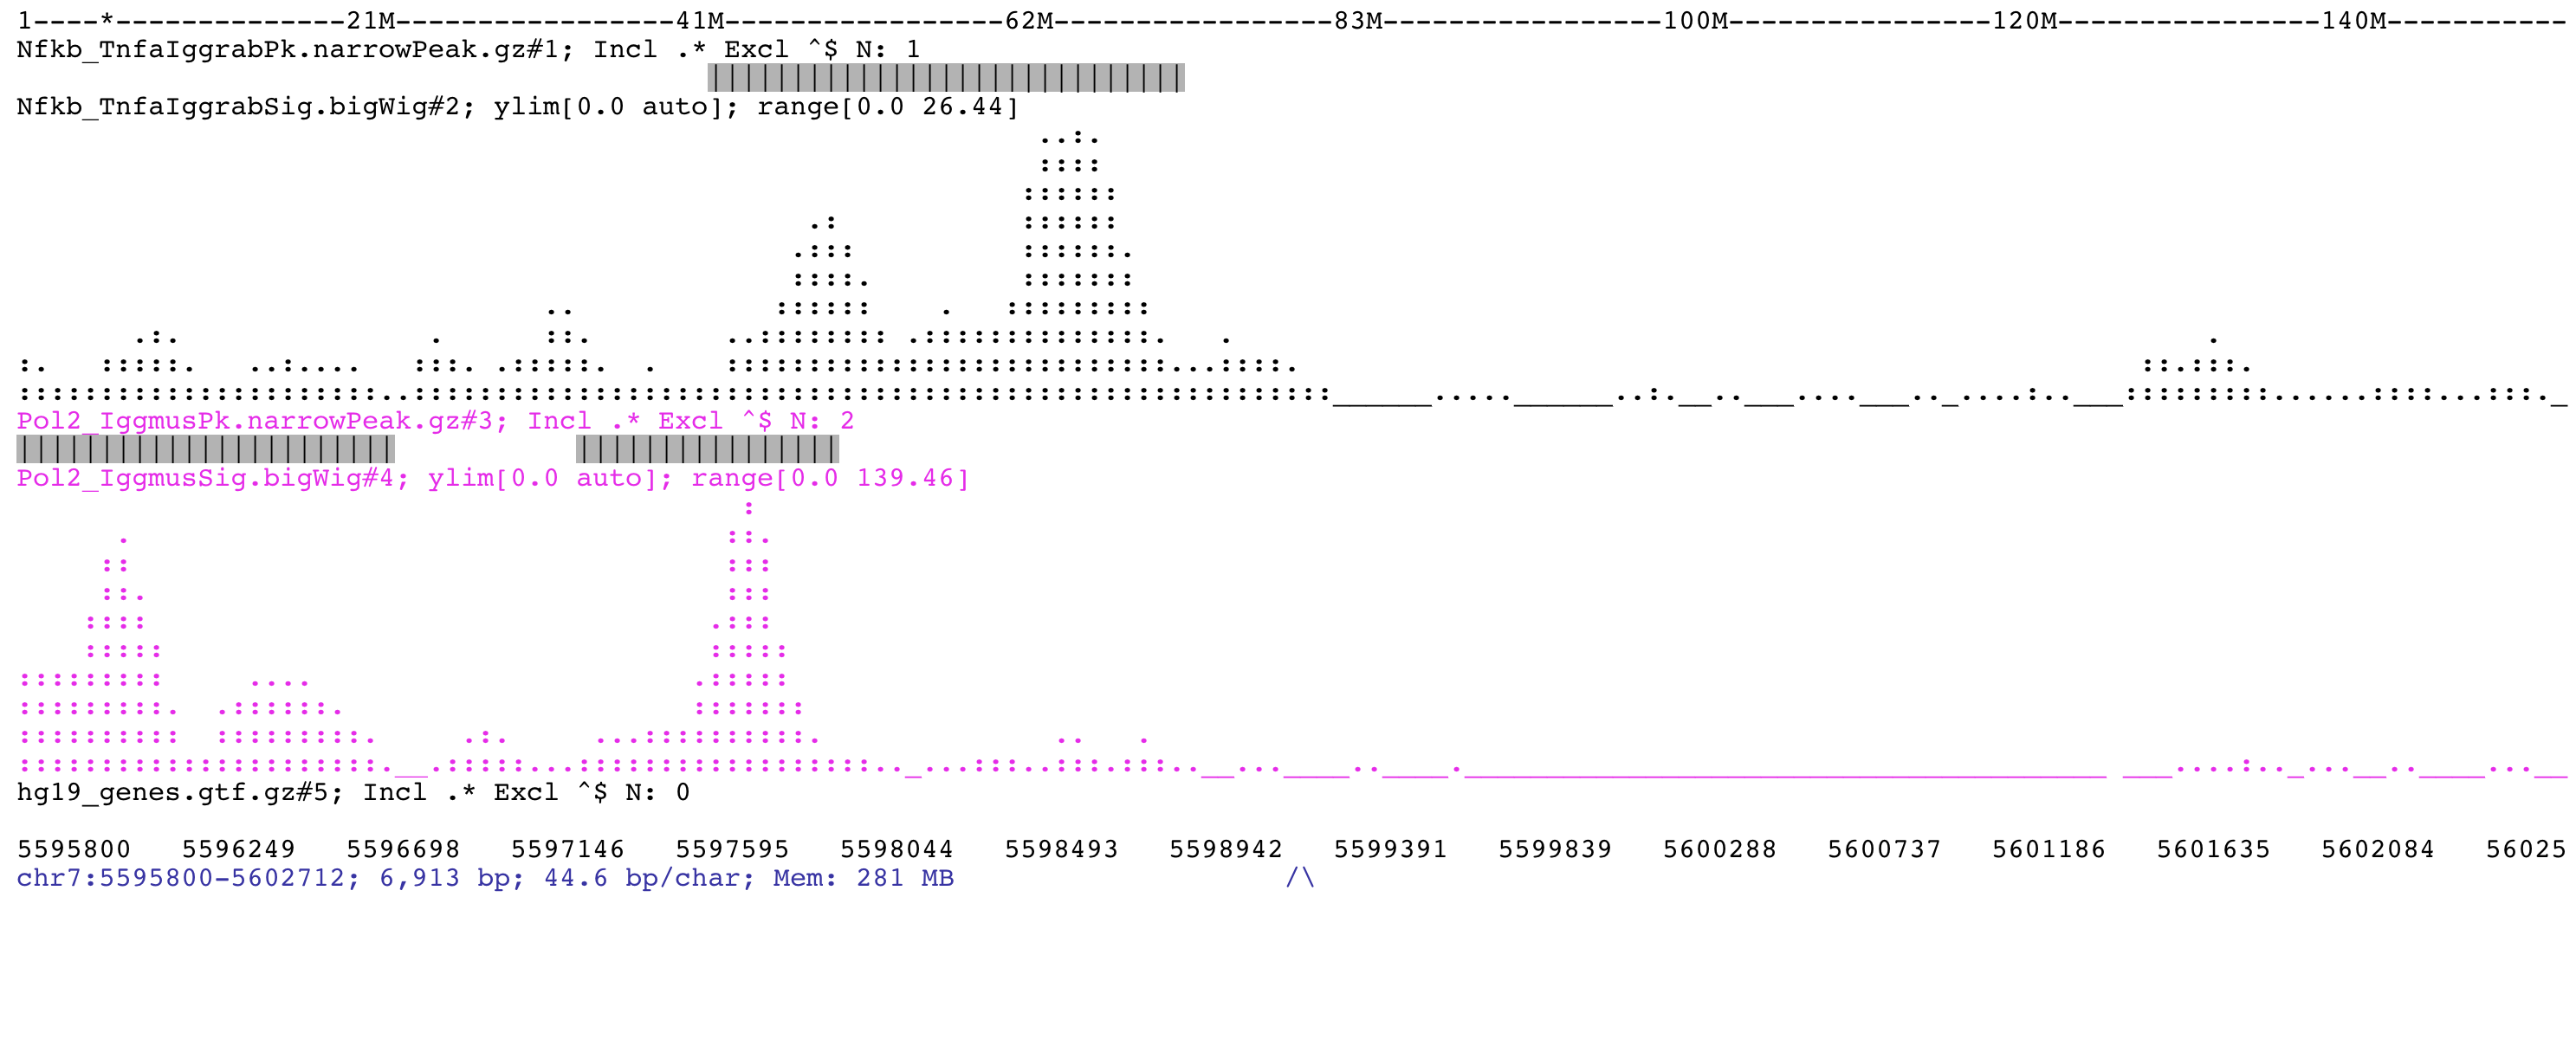 1----*--------------21M-----------------41M-----------------62M-----------------83M-----------------100M----------------120M----------------140M-----------
Nfkb_TnfaIggrabPk.narrowPeak.gz#1; Incl .* Excl ^$ N: 1
Nfkb_TnfaIggrabSig.bigWig#2; ylim[0.0 auto]; range[0.0 26.44]
Pol2_IggmusPk.narrowPeak.gz#3; Incl .* Excl ^$ N: 2
Pol2_IggmusSig.bigWig#4; ylim[0.0 auto]; range[0.0 139.46]
hg19_genes.gtf.gz#5; Incl .* Excl ^$ N: 0
5595800   5596249   5596698   5597146   5597595   5598044   5598493   5598942   5599391   5599839   5600288   5600737   5601186   5601635   5602084   56025
chr7:5595800-5602712; 6,913 bp; 44.6 bp/char; Mem: 281 MB                    /\